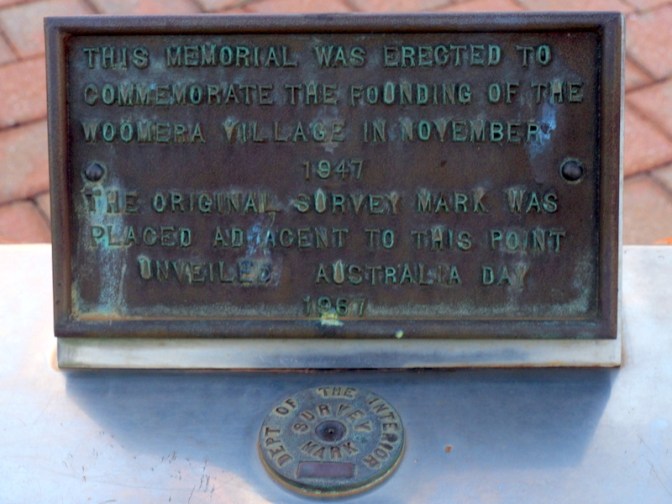 THIS MEMORIAL WAS ERECTED TO
COMMEMORATE THE FOUNDING OF THE
WOOMERA VILLAGE IN NOVEMBER
1947
THE ORIGINAL SURVEY MARK WAS
PLACED ADJACENT TO THIS POINT
UNVEILED AUSTRALIA DAY
1967
DEPT OF THE INTERIOR
SURVEY
MARK